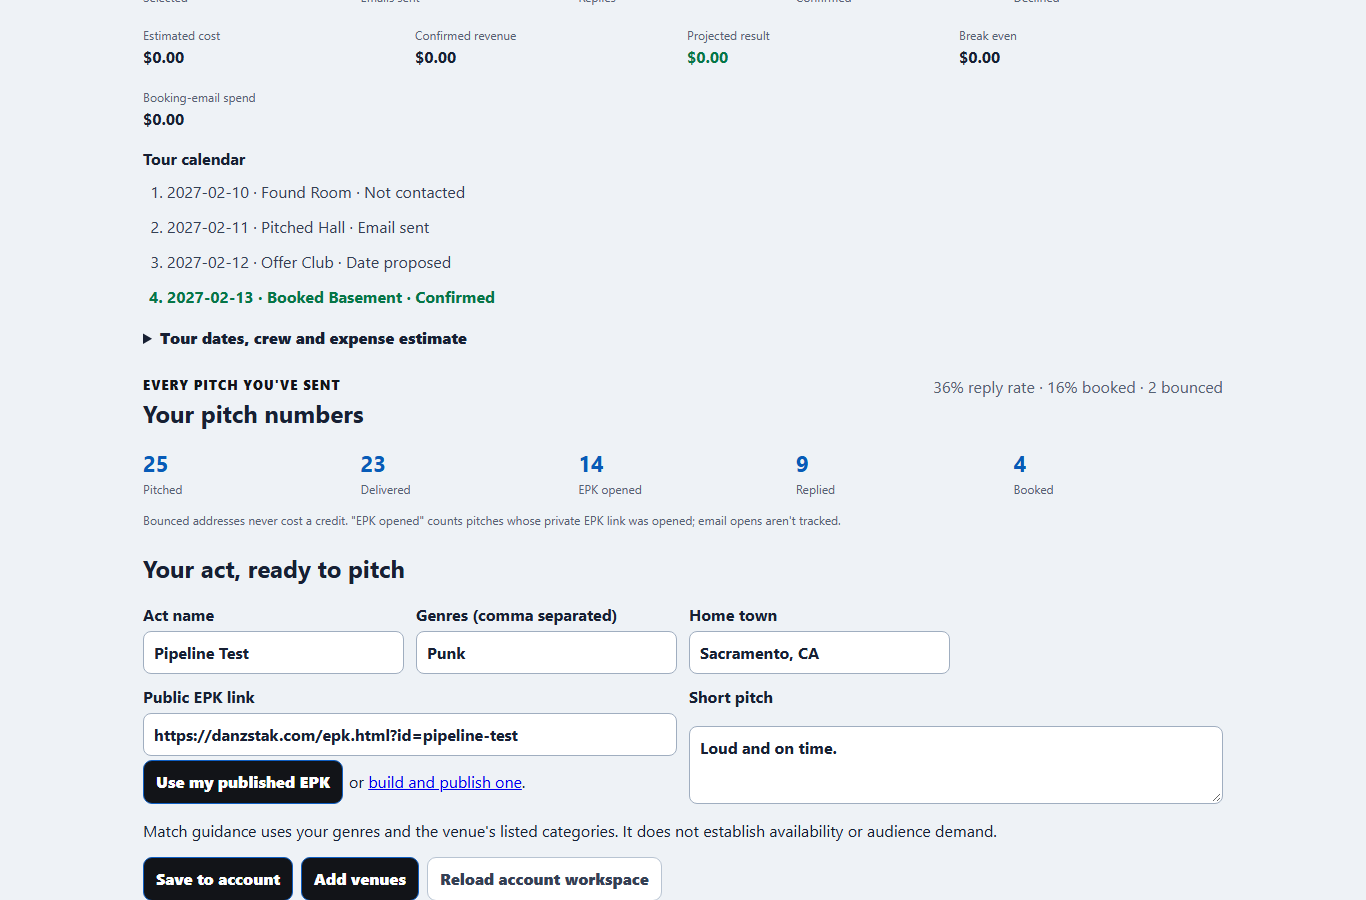 Selected Emails sent Replies Confirmed Declined
Estimated cost Confirmed revenue Projected result Break even
$0.00 $0.00 $0.00 $0.00
Booking-email spend
$0.00
Tour calendar
1. 2027-02-10 · Found Room · Not contacted
2. 2027-02-11 · Pitched Hall · Email sent
3. 2027-02-12 · Offer Club · Date proposed
4. 2027-02-13 · Booked Basement · Confirmed
Tour dates, crew and expense estimate
EVERY PITCH YOU'VE SENT
36% reply rate · 16% booked · 2 bounced
Your pitch numbers
25 23 14 9 4
Pitched Delivered EPK opened Replied Booked
Bounced addresses never cost a credit. "EPK opened" counts pitches whose private EPK link was opened; email opens aren't tracked.
Your act, ready to pitch
Act name Genres (comma separated) Home town
Pipeline Test Punk Sacramento, CA
Public EPK link Short pitch
https://danzstak.com/epk.html?id=pipeline-test
Loud and on time.
Use my published EPK or build and publish one.
Match guidance uses your genres and the venue's listed categories. It does not establish availability or audience demand.
Save to account Add venues Reload account workspace